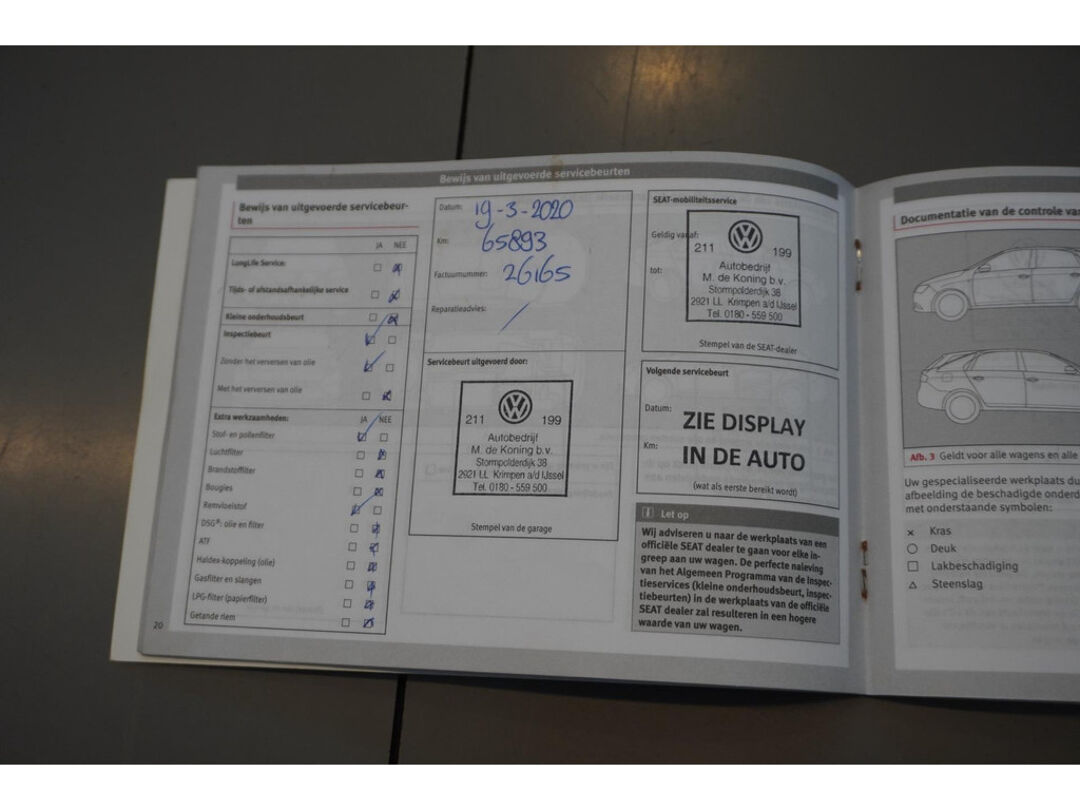 Bewijs van uitgevoerde servicebeurten
Bewijs van uitgevoerde servicebeur-
ten
JA NEE
LongLife Service:
Tijds- of afstandsafhankelijke service
Kleine onderhoudsbeurt
Inspectiebeurt
Zonder het verversen van olie
Met het verversen van olie
Extra werkzaamheden: JA NEE
Stof- en pollenfilter
Luchtfilter
Brandstoffilter
Bougies
Remvloeistof
DSG®: olie en filter
ATF
Haldex-koppeling (olie)
Gasfilter en slangen
LPG-filter (papierfilter)
Getande riem
20
Datum: 19-3-2020
Km: 65893
Factuurnummer: 26165
Reparatieadvies:
Servicebeurt uitgevoerd door:
211 199
Autobedrijf
M. de Koning b.v.
Stormpolderdijk 38
2921 LL Krimpen a/d IJssel
Tel. 0180 - 559 500
Stempel van de garage
SEAT-mobiliteitsservice
Geldig vanaf:
tot:
211 199
Autobedrijf
M. de Koning b.v.
Stormpolderdijk 38
2921 LL Krimpen a/d IJssel
Tel. 0180 - 559 500
Stempel van de SEAT-dealer
Volgende servicebeurt
Datum:
Km:
ZIE DISPLAY
IN DE AUTO
(wat als eerste bereikt wordt)
Let op
Wij adviseren u naar de werkplaats van een
officiële SEAT dealer te gaan voor elke in-
greep aan uw wagen. De perfecte naleving
van het Algemeen Programma van de inspec-
tieservices (kleine onderhoudsbeurt, inspec-
tiebeurten) in de werkplaats van de officiële
SEAT dealer zal resulteren in een hogere
waarde van uw wagen.
Documentatie van de controle va
Afb. 3 Geldt voor alle wagens en alle
Uw gespecialiseerde werkplaats du
afbeelding de beschadigde onderd
met onderstaande symbolen:
Kras
Deuk
Lakbeschadiging
Steenslag